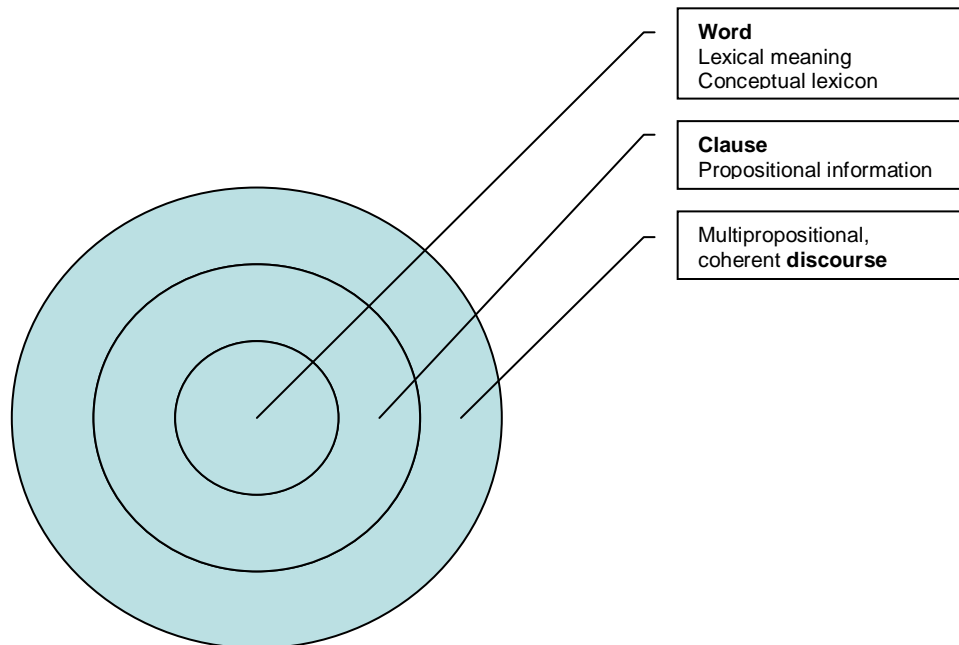 Word
Lexical meaning
Conceptual lexicon
Clause
Propositional information
Multipropositional,
coherent discourse